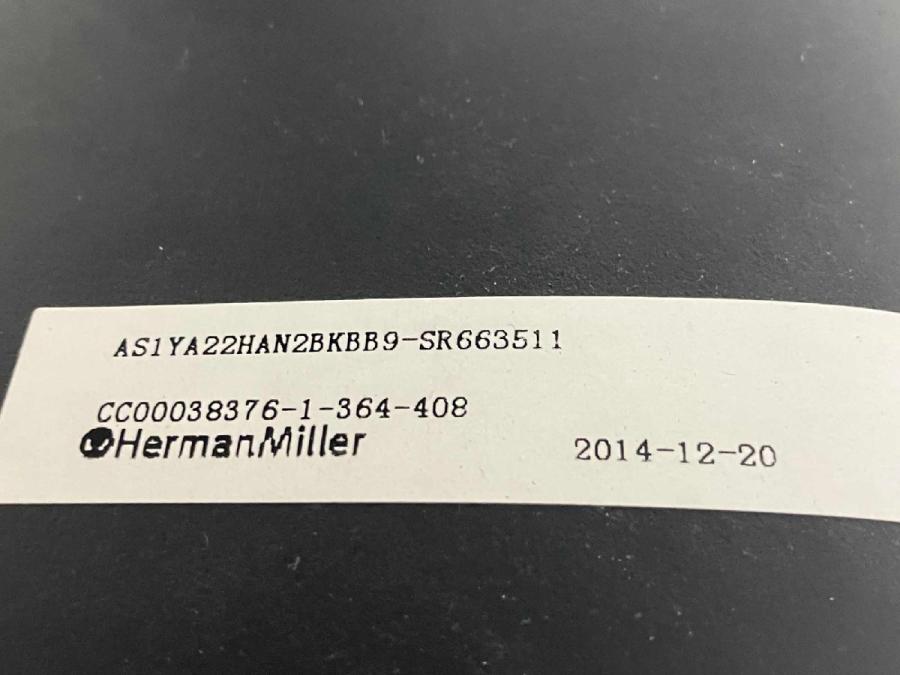 AS1YA22HAN2BKBB9-SR663511
CC00038376-1-364-408
HermanMiller 2014-12-20